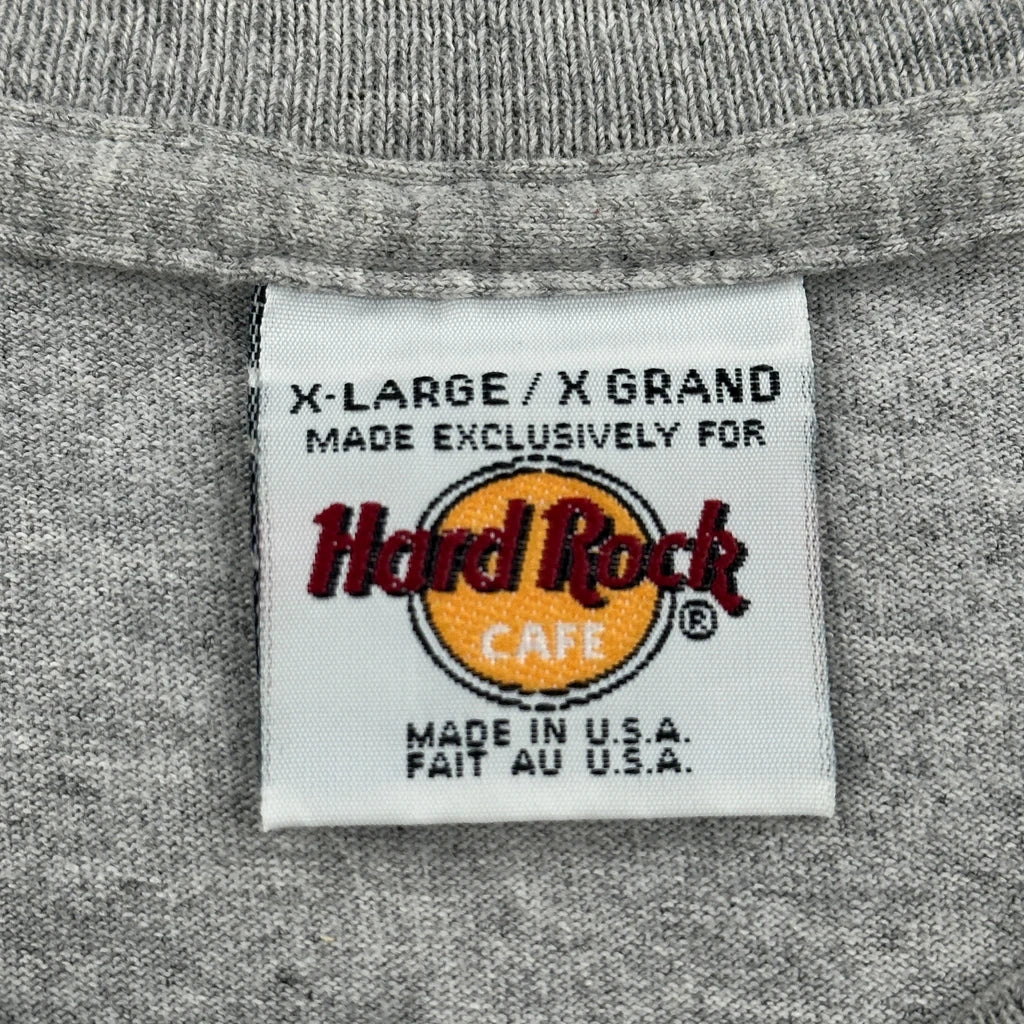 X-LARGE / X GRAND
MADE EXCLUSIVELY FOR
Hard Rock
CAFE
®
MADE IN U.S.A.
FAIT AU U.S.A.